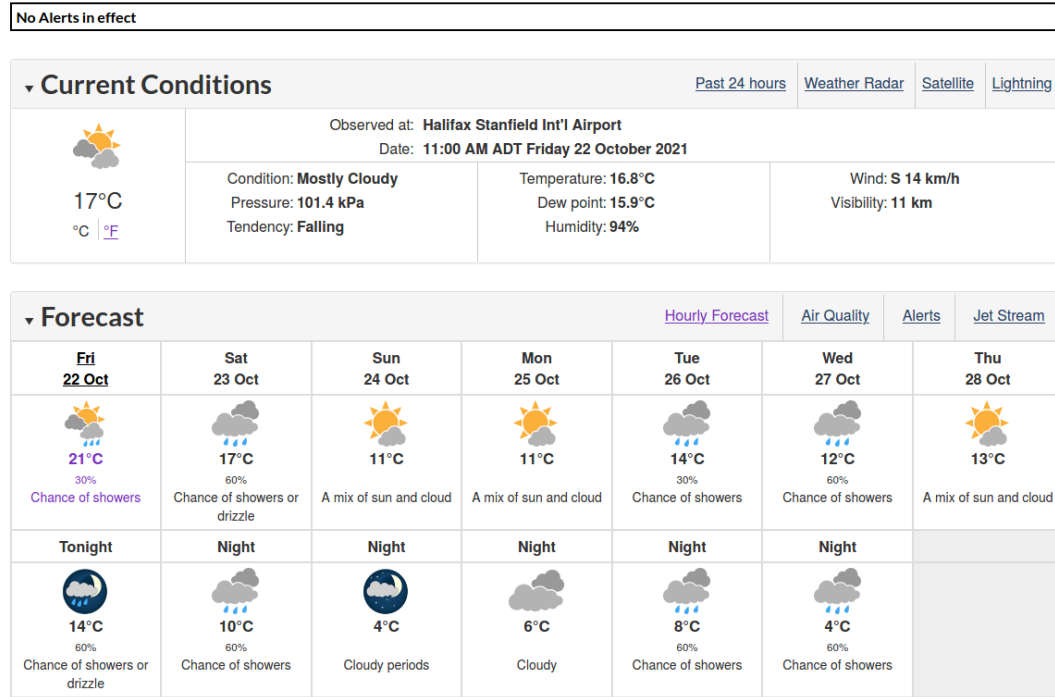 No Alerts in effect
▾ Current Conditions
Past 24 hours Weather Radar Satellite Lightning
Observed at: Halifax Stanfield Int'l Airport
Date: 11:00 AM ADT Friday 22 October 2021
17°C
°C °F
Condition: Mostly Cloudy
Pressure: 101.4 kPa
Tendency: Falling
Temperature: 16.8°C
Dew point: 15.9°C
Humidity: 94%
Wind: S 14 km/h
Visibility: 11 km
▾ Forecast
Hourly Forecast Air Quality Alerts Jet Stream
Fri Sat Sun Mon Tue Wed Thu
22 Oct 23 Oct 24 Oct 25 Oct 26 Oct 27 Oct 28 Oct
21°C 17°C 11°C 11°C 14°C 12°C 13°C
30% 60% 30% 60%
Chance of showers Chance of showers or A mix of sun and cloud A mix of sun and cloud Chance of showers Chance of showers A mix of sun and cloud
drizzle
Tonight Night Night Night Night Night
14°C 10°C 4°C 6°C 8°C 4°C
60% 60% 60% 60%
Chance of showers or Chance of showers Cloudy periods Cloudy Chance of showers Chance of showers
drizzle